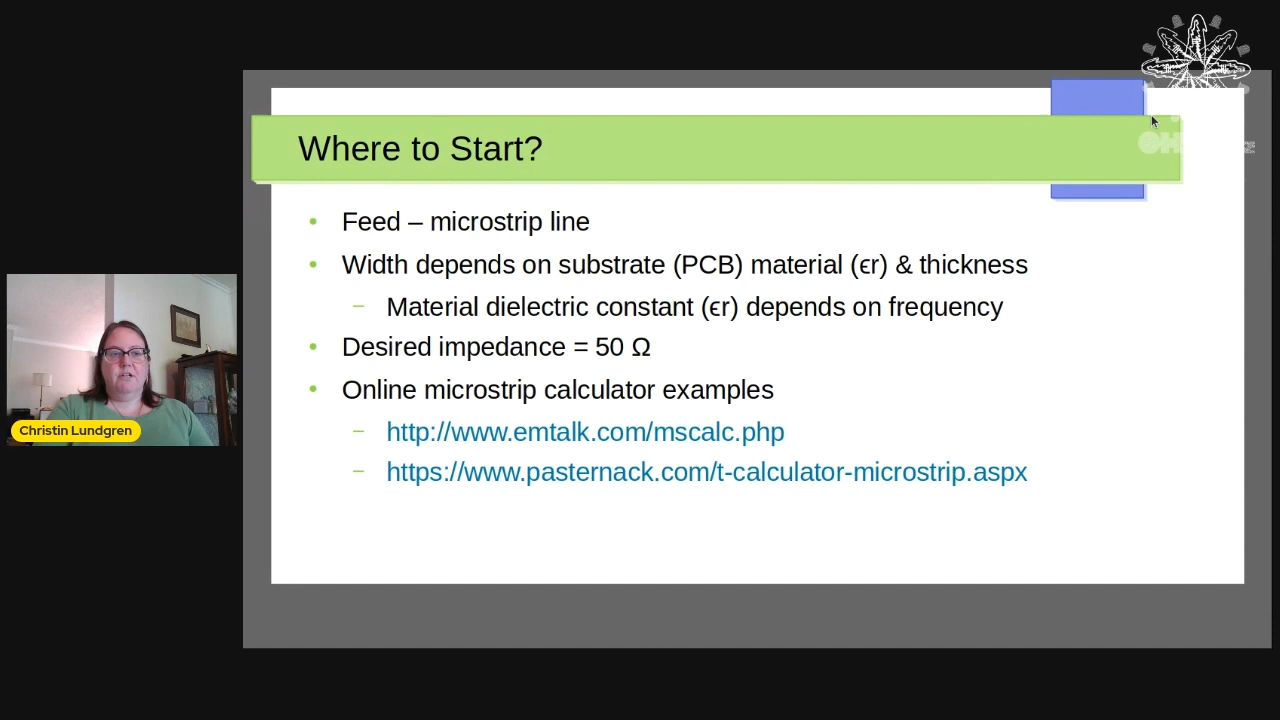 Where to Start?
• Feed – microstrip line
• Width depends on substrate (PCB) material (ϵr) & thickness
– Material dielectric constant (ϵr) depends on frequency
• Desired impedance = 50 Ω
• Online microstrip calculator examples
– http://www.emtalk.com/mscalc.php
– https://www.pasternack.com/t-calculator-microstrip.aspx
Christin Lundgren